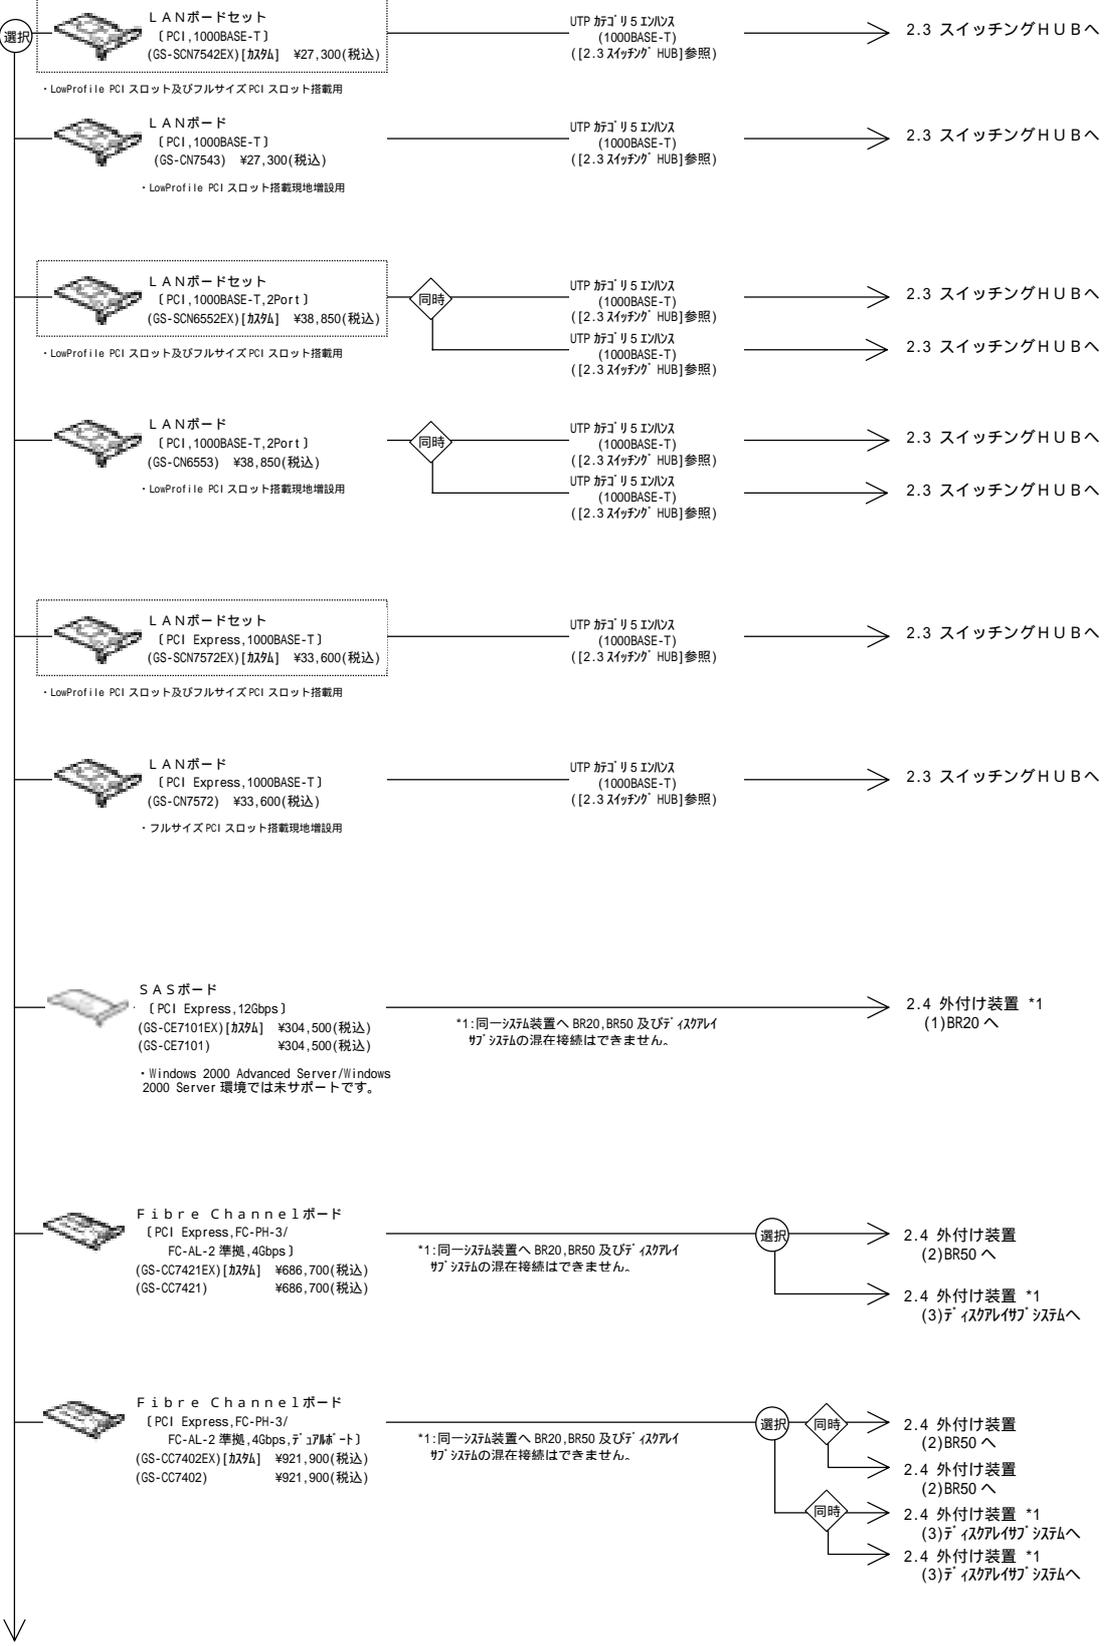 選択
ＬＡＮボードセット
〔PCI,1000BASE-T〕
(GS-SCN7542EX)[ｶｽﾀﾑ] ¥27,300(税込)
UTP ｶﾃｺﾞﾘ 5 ｴﾝﾊﾝｽ
(1000BASE-T)
([2.3 ｽｲｯﾁﾝｸﾞ HUB]参照)
2.3 スイッチングＨＵＢへ
・LowProfile PCI スロット及びフルサイズ PCI スロット搭載用
ＬＡＮボード
〔PCI,1000BASE-T〕
(GS-CN7543) ¥27,300(税込)
UTP ｶﾃｺﾞﾘ 5 ｴﾝﾊﾝｽ
(1000BASE-T)
([2.3 ｽｲｯﾁﾝｸﾞ HUB]参照)
2.3 スイッチングＨＵＢへ
・LowProfile PCI スロット搭載現地増設用
ＬＡＮボードセット
〔PCI,1000BASE-T,2Port〕
(GS-SCN6552EX)[ｶｽﾀﾑ] ¥38,850(税込)
同時
UTP ｶﾃｺﾞﾘ 5 ｴﾝﾊﾝｽ
(1000BASE-T)
([2.3 ｽｲｯﾁﾝｸﾞ HUB]参照)
2.3 スイッチングＨＵＢへ
UTP ｶﾃｺﾞﾘ 5 ｴﾝﾊﾝｽ
(1000BASE-T)
([2.3 ｽｲｯﾁﾝｸﾞ HUB]参照)
2.3 スイッチングＨＵＢへ
・LowProfile PCI スロット及びフルサイズ PCI スロット搭載用
ＬＡＮボード
〔PCI,1000BASE-T,2Port〕
(GS-CN6553) ¥38,850(税込)
同時
UTP ｶﾃｺﾞﾘ 5 ｴﾝﾊﾝｽ
(1000BASE-T)
([2.3 ｽｲｯﾁﾝｸﾞ HUB]参照)
2.3 スイッチングＨＵＢへ
UTP ｶﾃｺﾞﾘ 5 ｴﾝﾊﾝｽ
(1000BASE-T)
([2.3 ｽｲｯﾁﾝｸﾞ HUB]参照)
2.3 スイッチングＨＵＢへ
・LowProfile PCI スロット搭載現地増設用
ＬＡＮボードセット
〔PCI Express,1000BASE-T〕
(GS-SCN7572EX)[ｶｽﾀﾑ] ¥33,600(税込)
UTP ｶﾃｺﾞﾘ 5 ｴﾝﾊﾝｽ
(1000BASE-T)
([2.3 ｽｲｯﾁﾝｸﾞ HUB]参照)
2.3 スイッチングＨＵＢへ
・LowProfile PCI スロット及びフルサイズ PCI スロット搭載用
ＬＡＮボード
〔PCI Express,1000BASE-T〕
(GS-CN7572) ¥33,600(税込)
UTP ｶﾃｺﾞﾘ 5 ｴﾝﾊﾝｽ
(1000BASE-T)
([2.3 ｽｲｯﾁﾝｸﾞ HUB]参照)
2.3 スイッチングＨＵＢへ
・フルサイズ PCI スロット搭載現地増設用
ＳＡＳボード
〔PCI Express,12Gbps〕
(GS-CE7101EX)[ｶｽﾀﾑ] ¥304,500(税込)
(GS-CE7101) ¥304,500(税込)
*1:同一ｼｽﾃﾑ装置へ BR20,BR50 及びﾃﾞｨｽｸｱﾚｲ
ｻﾌﾞｼｽﾃﾑの混在接続はできません。
2.4 外付け装置 *1
(1)BR20 へ
・Windows 2000 Advanced Server/Windows
2000 Server 環境では未サポートです。
Ｆｉｂｒｅ Ｃｈａｎｎｅｌボード
〔PCI Express,FC-PH-3/
FC-AL-2 準拠,4Gbps〕
(GS-CC7421EX)[ｶｽﾀﾑ] ¥686,700(税込)
(GS-CC7421) ¥686,700(税込)
*1:同一ｼｽﾃﾑ装置へ BR20,BR50 及びﾃﾞｨｽｸｱﾚｲ
ｻﾌﾞｼｽﾃﾑの混在接続はできません。
選択
2.4 外付け装置
(2)BR50 へ
2.4 外付け装置 *1
(3)ﾃﾞｨｽｸｱﾚｲｻﾌﾞｼｽﾃﾑへ
Ｆｉｂｒｅ Ｃｈａｎｎｅｌボード
〔PCI Express,FC-PH-3/
FC-AL-2 準拠,4Gbps,ﾃﾞｭｱﾙﾎﾟｰﾄ〕
(GS-CC7402EX)[ｶｽﾀﾑ] ¥921,900(税込)
(GS-CC7402) ¥921,900(税込)
*1:同一ｼｽﾃﾑ装置へ BR20,BR50 及びﾃﾞｨｽｸｱﾚｲ
ｻﾌﾞｼｽﾃﾑの混在接続はできません。
選択
同時
2.4 外付け装置
(2)BR50 へ
2.4 外付け装置
(2)BR50 へ
同時
2.4 外付け装置 *1
(3)ﾃﾞｨｽｸｱﾚｲｻﾌﾞｼｽﾃﾑへ
2.4 外付け装置 *1
(3)ﾃﾞｨｽｸｱﾚｲｻﾌﾞｼｽﾃﾑへ